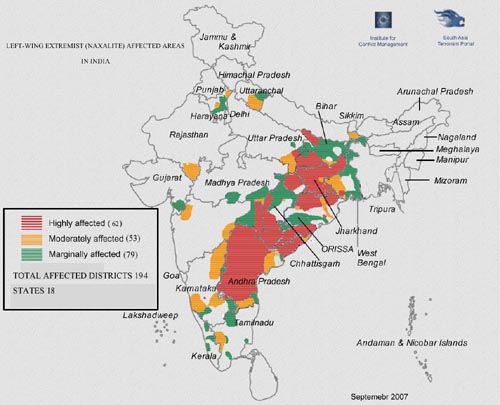 LEFT-WING EXTREMIST (NAXALITE) AFFECTED AREAS
IN INDIA
Institute for
Conflict Management
South Asia
Terrorism Portal
Jammu &
Kashmir
Himachal Pradesh
Punjab
Uttaranchal
Haryana
Delhi
Arunachal Pradesh
Bihar
Sikkim
Assam
Rajasthan
Uttar Pradesh
Nagaland
Meghalaya
Manipur
Gujarat
Madhya Pradesh
Mizoram
Tripura
Jharkhand
West
Bengal
ORISSA
Chhattisgarh
Highly affected (62)
Moderately affected (53)
Marginally affected (79)
TOTAL AFFECTED DISTRICTS 194
STATES 18
Goa
Andhra Pradesh
Karnataka
Lakshadweep
Tamilnadu
Kerala
Andaman & Nicobar Islands
Septemebr 2007